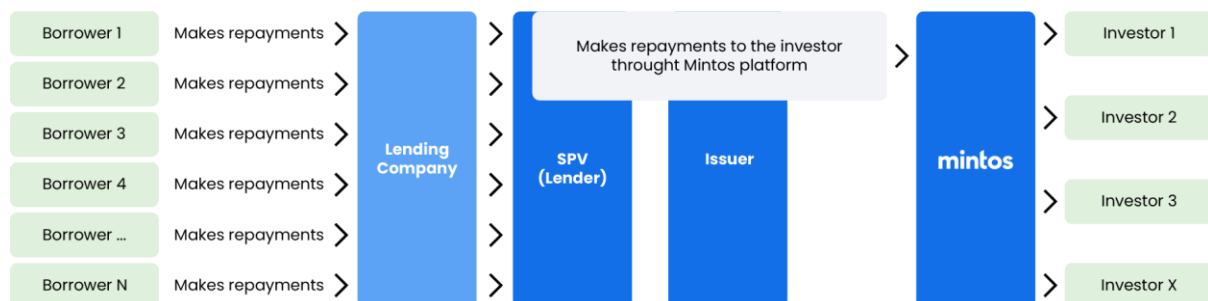 Borrower 1
Makes repayments
Borrower 2
Makes repayments
Borrower 3
Makes repayments
Borrower 4
Makes repayments
Borrower ...
Makes repayments
Borrower N
Makes repayments
Lending
Company
SPV
(Lender)
Issuer
Makes repayments to the investor
throught Mintos platform
mintos
Investor 1
Investor 2
Investor 3
Investor X